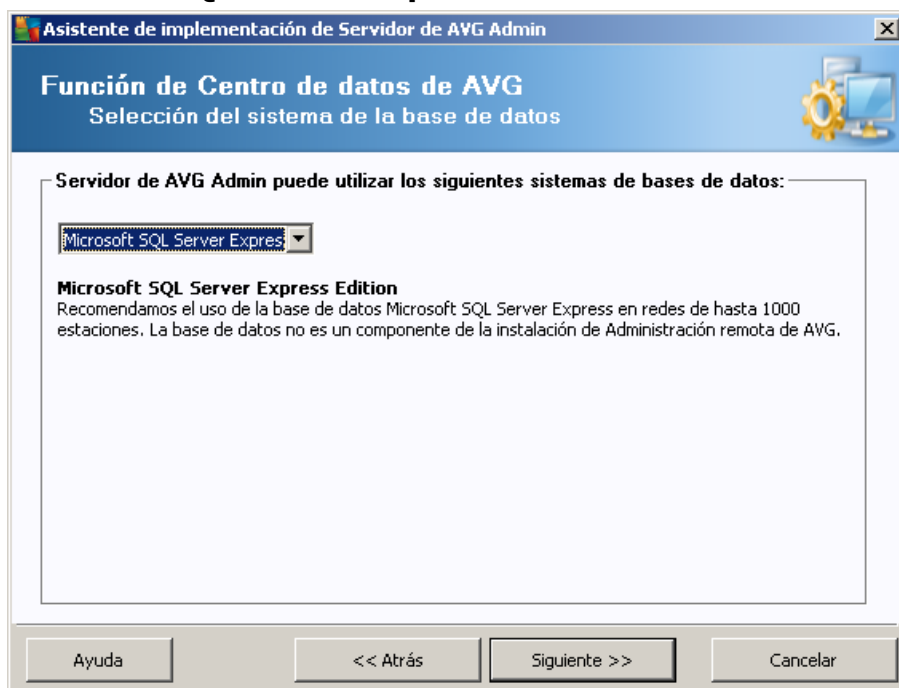 Asistente de implementación de Servidor de AVG Admin
Función de Centro de datos de AVG
Selección del sistema de la base de datos
Servidor de AVG Admin puede utilizar los siguientes sistemas de bases de datos:
Microsoft SQL Server Expres
Microsoft SQL Server Express Edition
Recomendamos el uso de la base de datos Microsoft SQL Server Express en redes de hasta 1000
estaciones. La base de datos no es un componente de la instalación de Administración remota de AVG.
Ayuda
<< Atrás
Siguiente >>
Cancelar